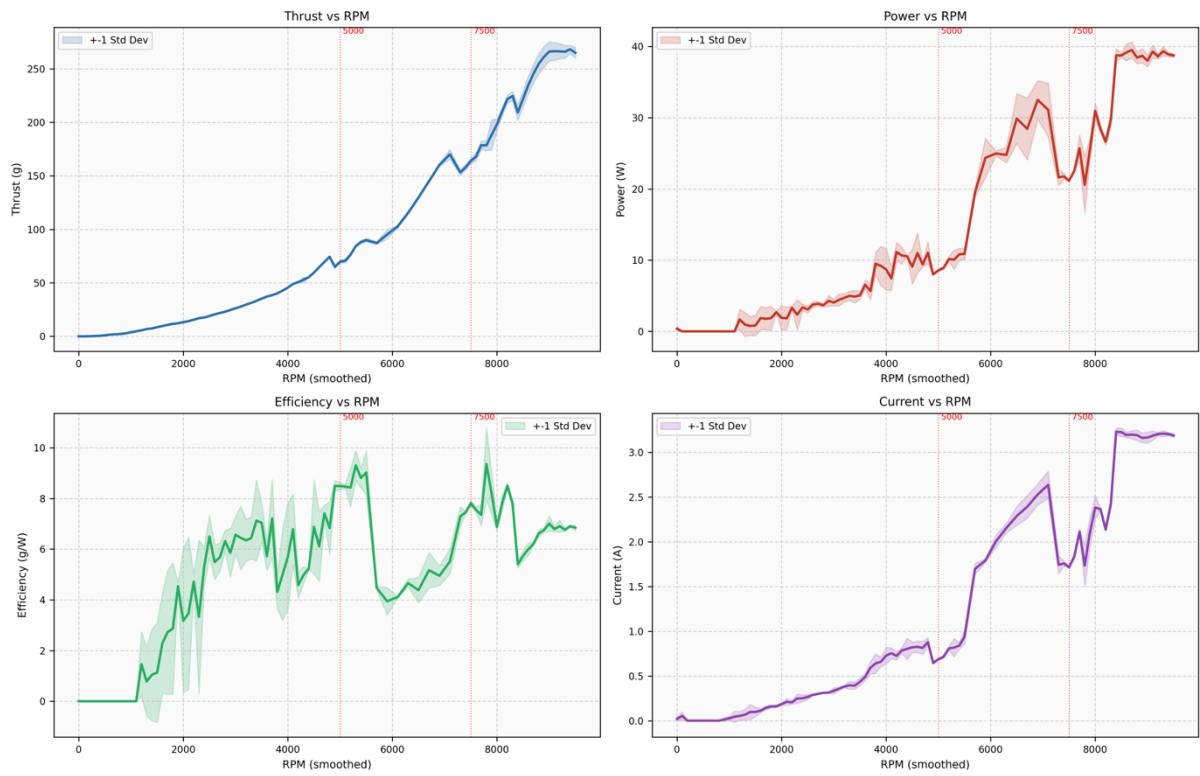 Thrust vs RPM
+-1 Std Dev
5000
7500
250
200
150
100
50
0
Thrust (g)
0 2000 4000 6000 8000
RPM (smoothed)
Power vs RPM
+-1 Std Dev
5000
7500
40
30
20
10
0
Power (W)
0 2000 4000 6000 8000
RPM (smoothed)
Efficiency vs RPM
5000
7500
+-1 Std Dev
10
8
6
4
2
0
Efficiency (g/W)
0 2000 4000 6000 8000
RPM (smoothed)
Current vs RPM
+-1 Std Dev
5000
7500
3.0
2.5
2.0
1.5
1.0
0.5
0.0
Current (A)
0 2000 4000 6000 8000
RPM (smoothed)